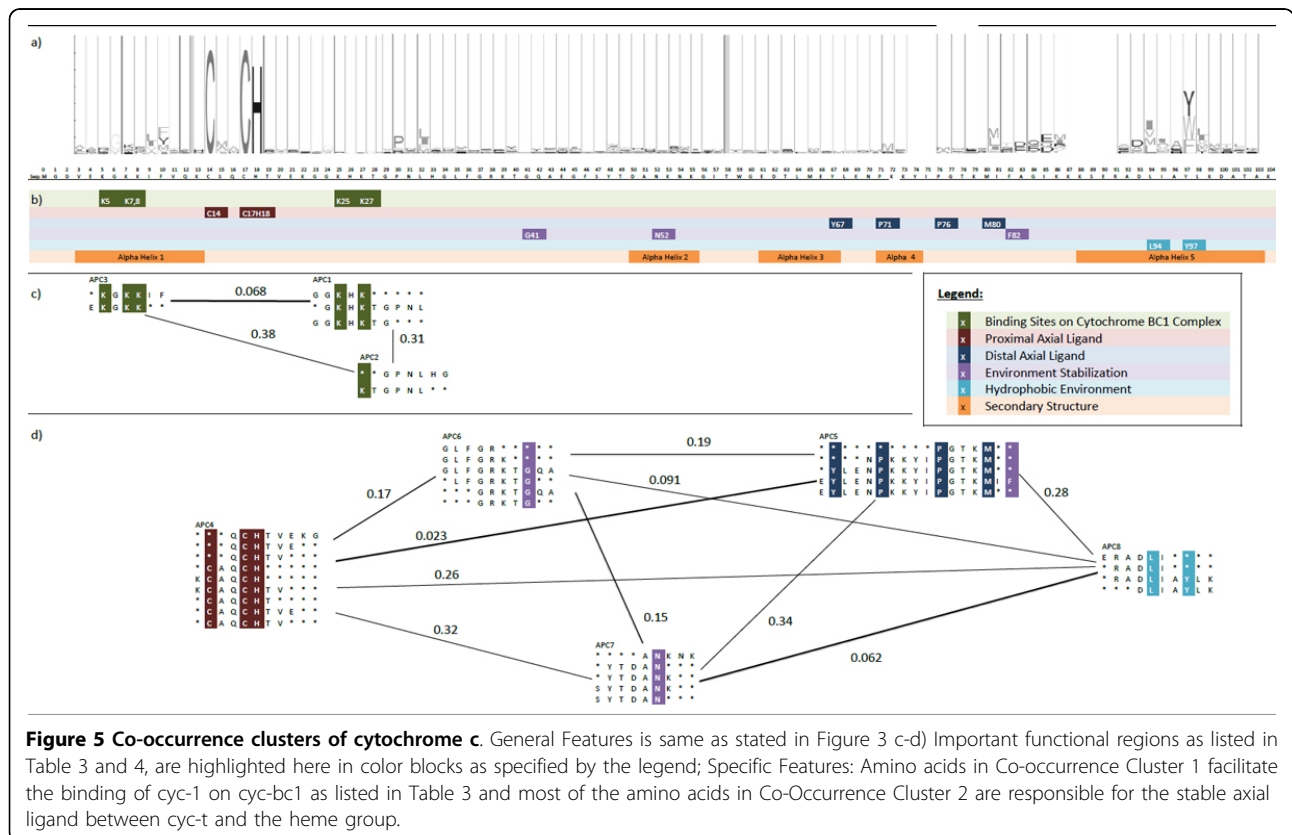 a)
C C H
Seq. M G D V E K G K K I F V Q K C S Q C H T V E K G G K H K T G P N L H G L F G R K T G Q A E G F S Y T D A N K N K G I T W G E D T L M E Y L E N P K K Y I P G T K M I F A G I K K K S E R A D L I A Y L K D A T A K
b)
K5 K7,8 K25 K27
C14 C17H18
Y67 P71 P76 M80
G41 N52 F82
L94 Y97
Alpha Helix 1 Alpha Helix 2 Alpha Helix 3 Alpha 4 Alpha Helix 5
c)
APC3
* K G K K I F
E K G K K * *
0.068
APC1
G G K H K * * * * *
* G K H K T G P N L
G G K H K T G * * *
0.38
0.31
APC2
* * G P N L H G
K T G P N L * *
Legend:
x Binding Sites on Cytochrome BC1 Complex
x Proximal Axial Ligand
x Distal Axial Ligand
x Environment Stabilization
x Hydrophobic Environment
x Secondary Structure
d)
APC6
G L F G R * * * * *
G L F G R K * * * *
G L F G R K T G Q A
* L F G R K T G * *
* * * G R K T G Q A
* * * G R K T G * *
0.19
APC5
* * * * * * * * * P G T K M * *
* * * * N P K K Y I P G T K M * *
* Y L E N P K K Y I P G T K M * *
E Y L E N P K K Y I P G T K M I F
E Y L E N P K K Y I P G T K M * *
0.17
0.091
0.28
APC4
* * * Q C H T V E K G
* * * Q C H T V E * *
* * * Q C H T V * * *
* C A Q C H * * * * *
K C A Q C H * * * * *
K C A Q C H T V * * * *
* C A Q C H T * * * *
* C A Q C H T V E * *
* C A Q C H T V * * *
0.023
0.26
0.32
APC8
E R A D L I * * * *
* R A D L I * * * *
* R A D L I A Y L K
* * * D L I A Y L K
0.15
0.34
0.062
APC7
* * * * A N K N K
* Y T D A N * * *
* Y T D A N K * *
S Y T D A N K * *
S Y T D A N * * *
Figure 5 Co-occurrence clusters of cytochrome c. General Features is same as stated in Figure 3 c-d) Important functional regions as listed in
Table 3 and 4, are highlighted here in color blocks as specified by the legend; Specific Features: Amino acids in Co-occurrence Cluster 1 facilitate
the binding of cyc-1 on cyc-bc1 as listed in Table 3 and most of the amino acids in Co-Occurrence Cluster 2 are responsible for the stable axial
ligand between cyc-t and the heme group.